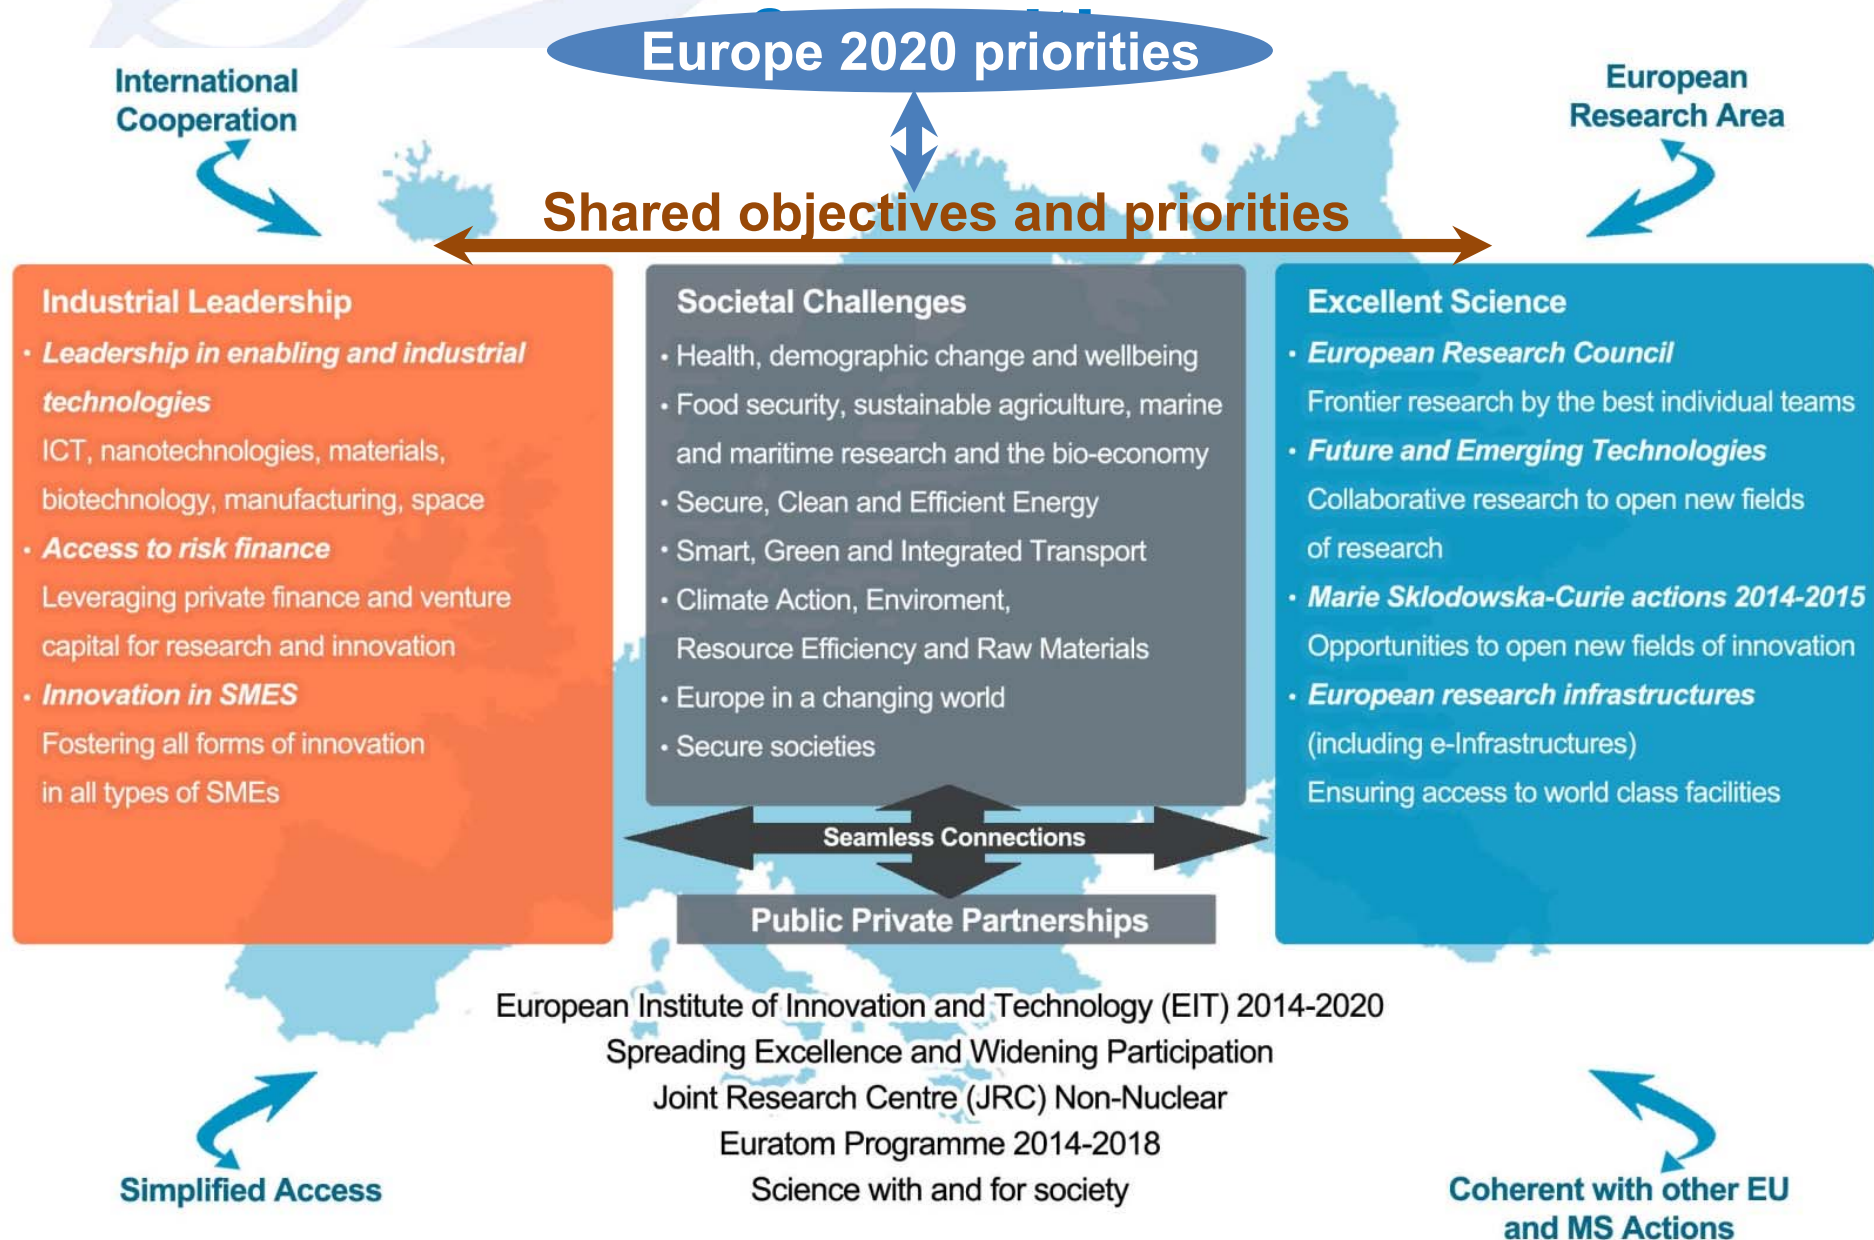 Europe 2020 priorities
International
Cooperation
European
Research Area
Shared objectives and priorities
Industrial Leadership
• Leadership in enabling and industrial
technologies
ICT, nanotechnologies, materials,
biotechnology, manufacturing, space
• Access to risk finance
Leveraging private finance and venture
capital for research and innovation
• Innovation in SMES
Fostering all forms of innovation
in all types of SMEs
Societal Challenges
• Health, demographic change and wellbeing
• Food security, sustainable agriculture, marine
and maritime research and the bio-economy
• Secure, Clean and Efficient Energy
• Smart, Green and Integrated Transport
• Climate Action, Enviroment,
Resource Efficiency and Raw Materials
• Europe in a changing world
• Secure societies
Excellent Science
• European Research Council
Frontier research by the best individual teams
• Future and Emerging Technologies
Collaborative research to open new fields
of research
• Marie Sklodowska-Curie actions 2014-2015
Opportunities to open new fields of innovation
• European research infrastructures
(including e-Infrastructures)
Ensuring access to world class facilities
Seamless Connections
Public Private Partnerships
European Institute of Innovation and Technology (EIT) 2014-2020
Spreading Excellence and Widening Participation
Joint Research Centre (JRC) Non-Nuclear
Euratom Programme 2014-2018
Science with and for society
Simplified Access
Coherent with other EU
and MS Actions